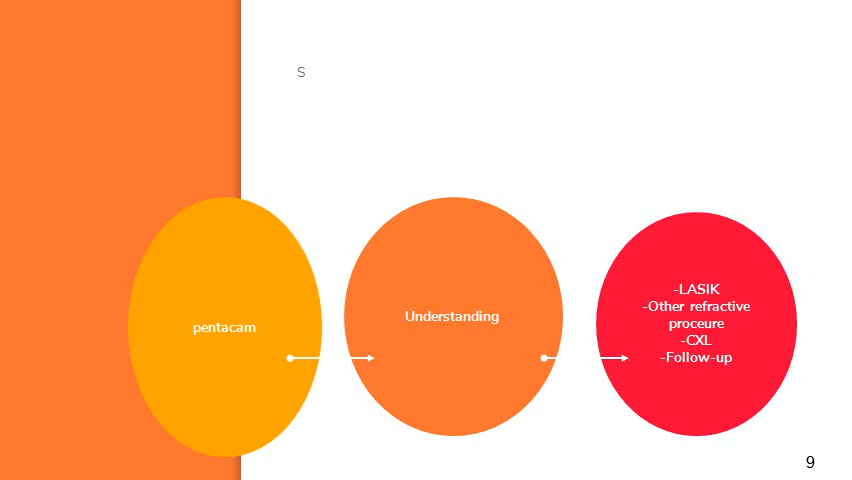 S
pentacam
Understanding
-LASIK
-Other refractive
proceure
-CXL
-Follow-up
9